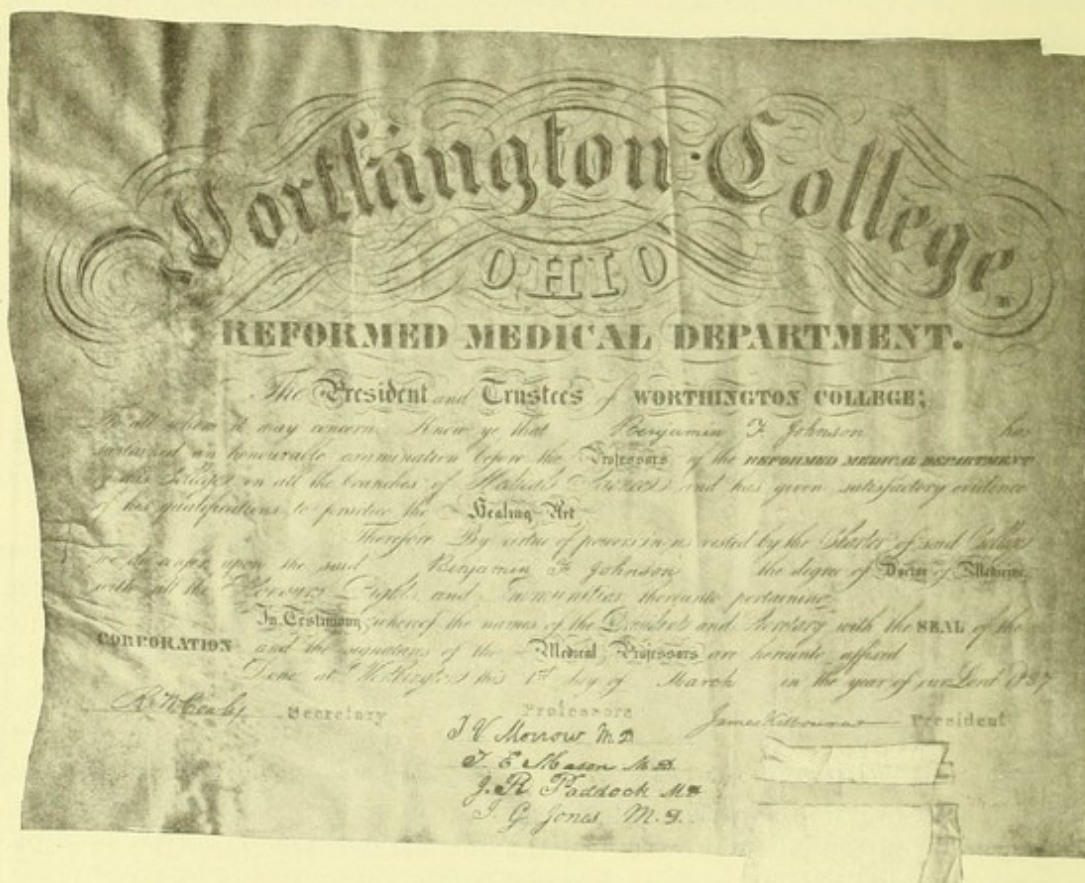 Worthington College
OHIO
REFORMED MEDICAL DEPARTMENT.
The President and Trustees of WORTHINGTON COLLEGE;
To all whom it may concern Know ye that Benjamin F Johnson has
sustained an honourable examination before the Professors of the REFORMED MEDICAL DEPARTMENT
of this College in all the branches of Medical Sciences and has given satisfactory evidence
of his qualifications to practice the Healing Art
Therefore By virtue of powers in us vested by the Charter of said College
we do confer upon the said Benjamin F Johnson the degree of Doctor of Medicine,
with all the Honours Rights and Immunities thereunto pertaining
In Testimony whereof the names of the President and Secretary with the SEAL of the
CORPORATION and the signatures of the Medical Professors are hereunto affixed
Done at Worthington this 1st day of March in the year of our Lord 1837
Secretary
James Kilbourne President
Professors
T V Morrow M D
T. E Mason M. D.
J. R Paddock M D
I. G Jones M. D.